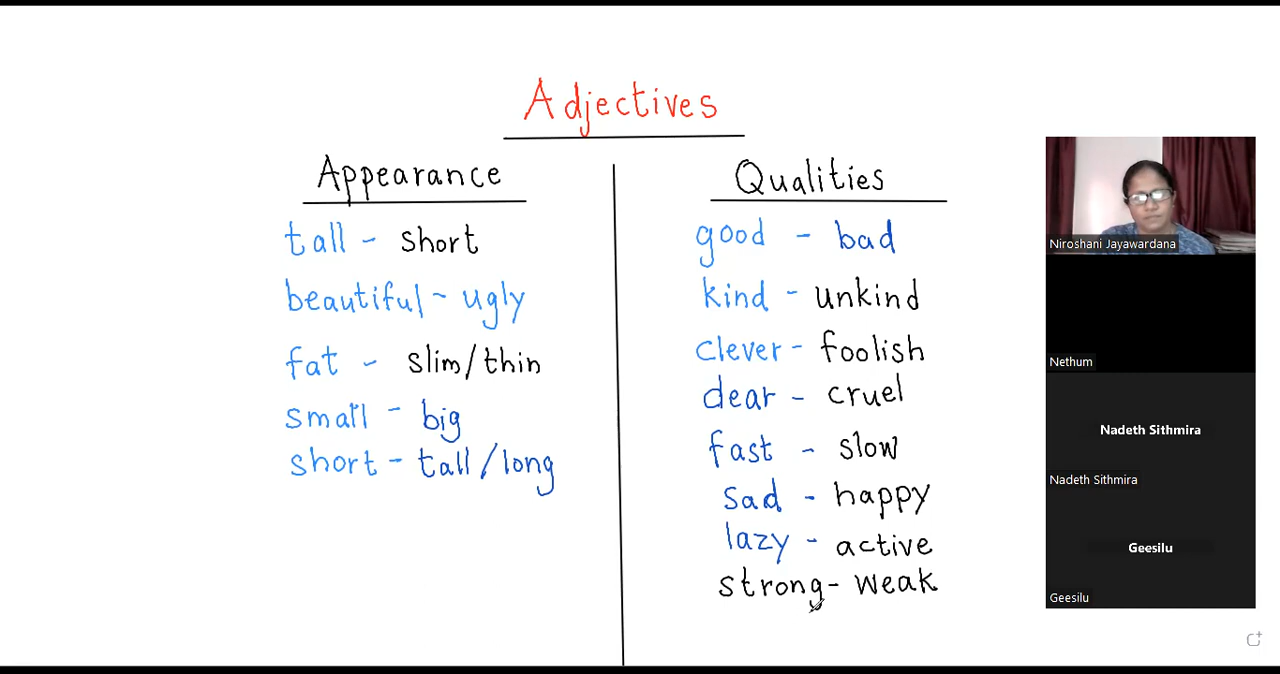 Adjectives
Appearance
tall - short
beautiful - ugly
fat - slim/thin
small - big
short - tall/long
Qualities
good - bad
kind - unkind
clever - foolish
dear - cruel
fast - slow
sad - happy
lazy - active
strong - weak
Niroshani Jayawardana
Nethum
Nadeth Sithmira
Nadeth Sithmira
Geesilu
Geesilu